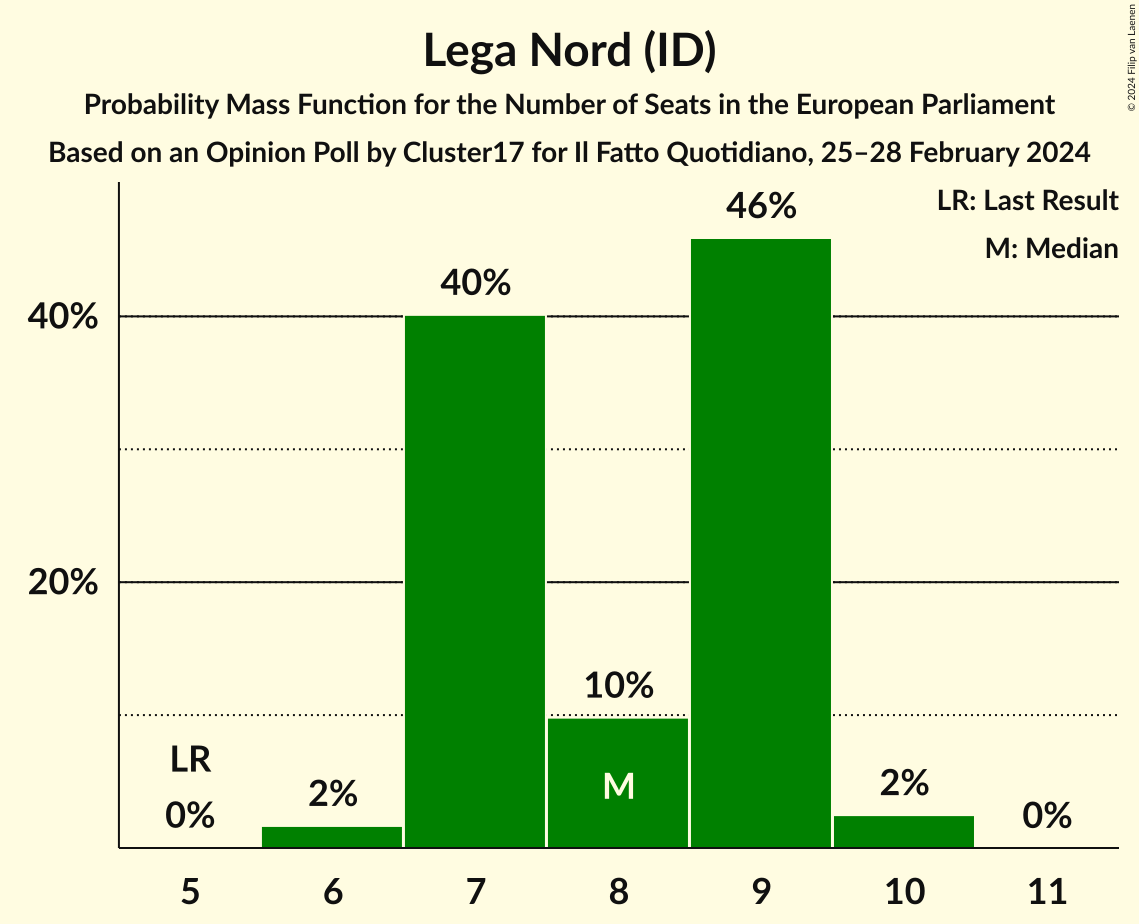 Lega Nord (ID)
Probability Mass Function for the Number of Seats in the European Parliament
Based on an Opinion Poll by Cluster17 for Il Fatto Quotidiano, 25–28 February 2024
© 2024 Filip van Laenen
LR: Last Result
M: Median
46%
40%
40%
20%
10%
LR
M
2%
2%
0%
0%
5 6 7 8 9 10 11